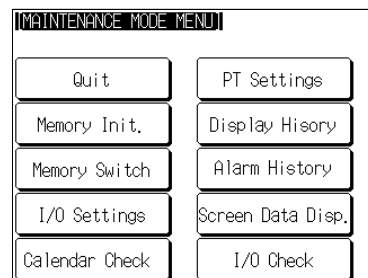 [MAINTENANCE MODE MENU]
Quit
PT Settings
Memory Init.
Display Hisory
Memory Switch
Alarm History
I/O Settings
Screen Data Disp.
Calendar Check
I/O Check